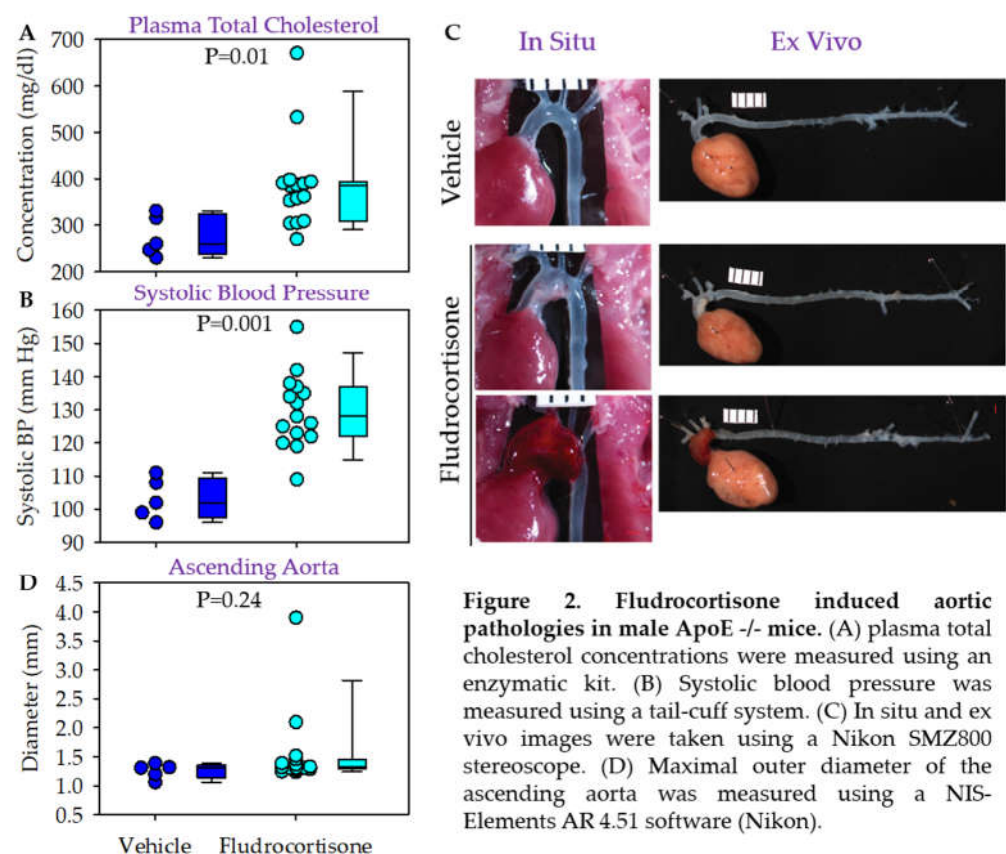 A
Plasma Total Cholesterol
P=0.01
Concentration (mg/dl)
700
600
500
400
300
200
B
Systolic Blood Pressure
P=0.001
Systolic BP (mm Hg)
160
150
140
130
120
110
100
90
D
Ascending Aorta
P=0.24
Diameter (mm)
4.5
4.0
3.5
3.0
2.5
2.0
1.5
1.0
0.5
Vehicle
Fludrocortisone
C
In Situ
Ex Vivo
Vehicle
Fludrocortisone
Figure 2. Fludrocortisone induced aortic
pathologies in male ApoE -/- mice. (A) plasma total
cholesterol concentrations were measured using an
enzymatic kit. (B) Systolic blood pressure was
measured using a tail-cuff system. (C) In situ and ex
vivo images were taken using a Nikon SMZ800
stereoscope. (D) Maximal outer diameter of the
ascending aorta was measured using a NIS-
Elements AR 4.51 software (Nikon).